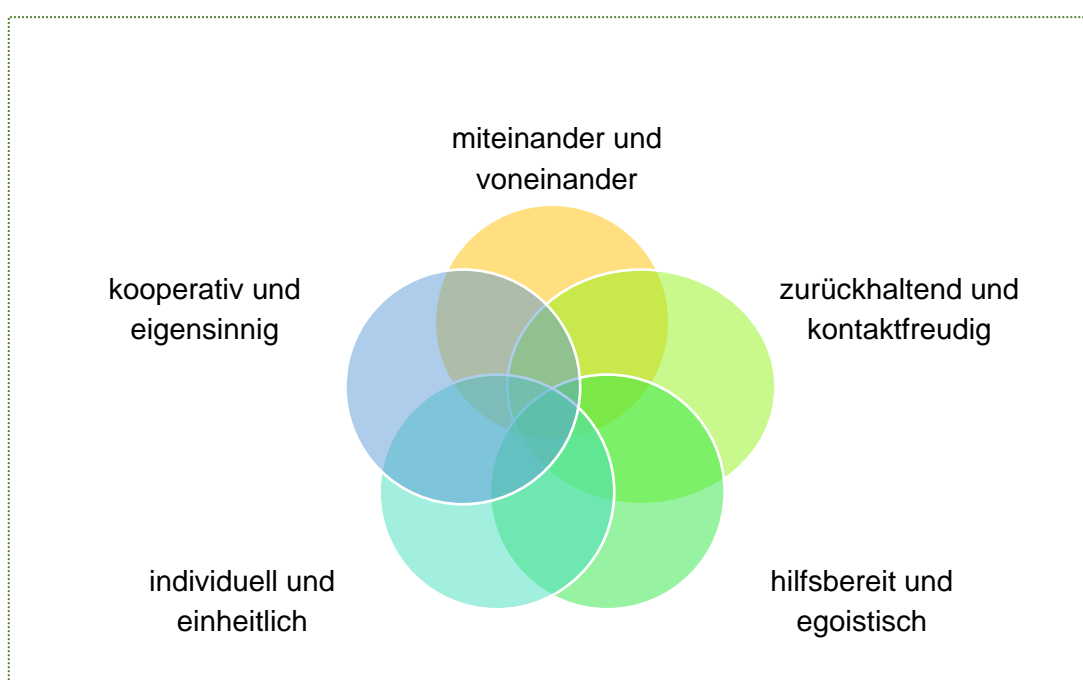 miteinander und
voneinander
kooperativ und
eigensinnig
zurückhaltend und
kontaktfreudig
individuell und
einheitlich
hilfsbereit und
egoistisch